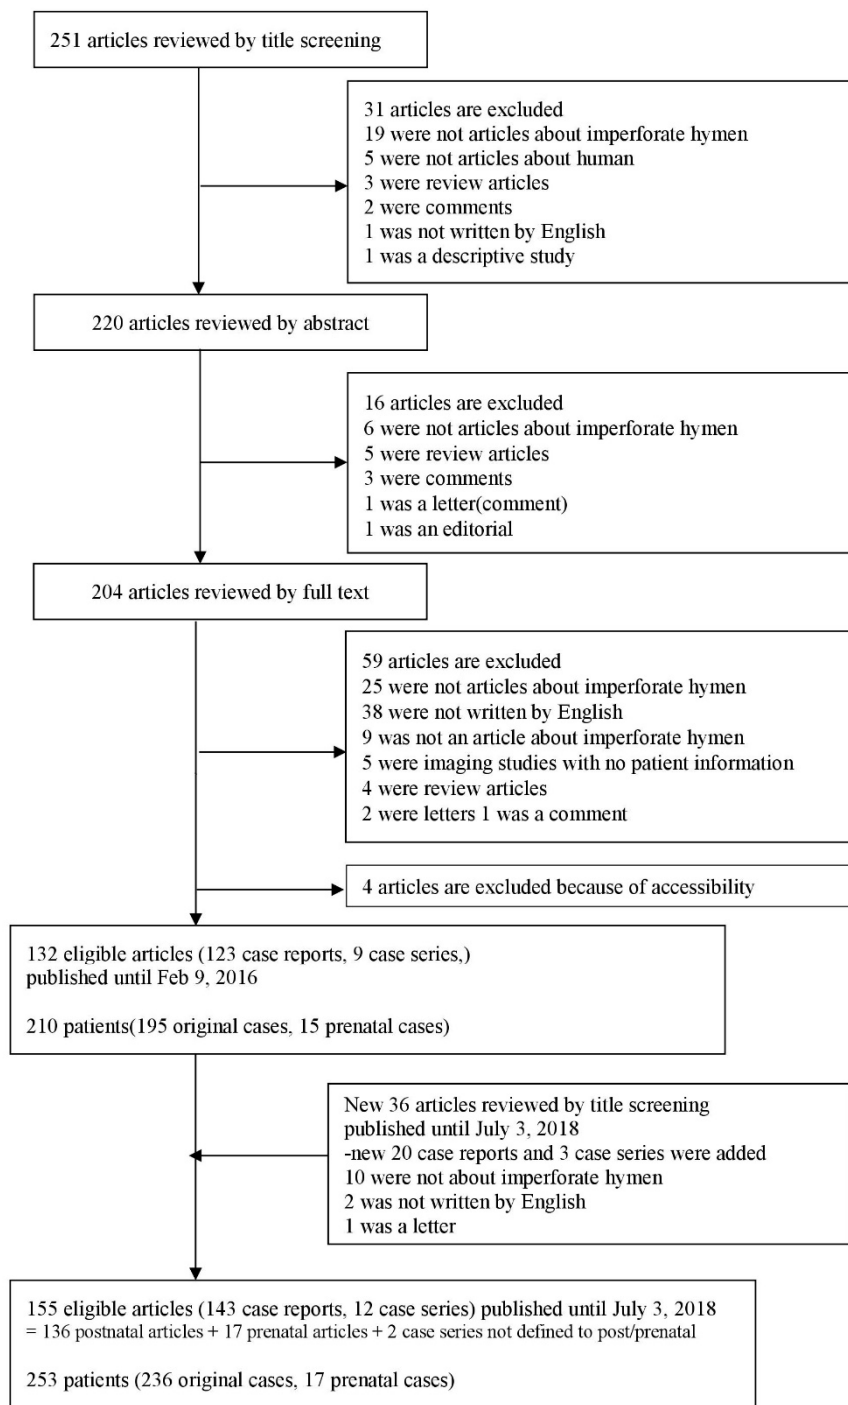 251 articles reviewed by title screening
31 articles are excluded
19 were not articles about imperforate hymen
5 were not articles about human
3 were review articles
2 were comments
1 was not written by English
1 was a descriptive study
220 articles reviewed by abstract
16 articles are excluded
6 were not articles about imperforate hymen
5 were review articles
3 were comments
1 was a letter(comment)
1 was an editorial
204 articles reviewed by full text
59 articles are excluded
25 were not articles about imperforate hymen
38 were not written by English
9 was not an article about imperforate hymen
5 were imaging studies with no patient information
4 were review articles
2 were letters 1 was a comment
4 articles are excluded because of accessibility
132 eligible articles (123 case reports, 9 case series,)
published until Feb 9, 2016
210 patients(195 original cases, 15 prenatal cases)
New 36 articles reviewed by title screening
published until July 3, 2018
-new 20 case reports and 3 case series were added
10 were not about imperforate hymen
2 was not written by English
1 was a letter
155 eligible articles (143 case reports, 12 case series) published until July 3, 2018
= 136 postnatal articles + 17 prenatal articles + 2 case series not defined to post/prenatal
253 patients (236 original cases, 17 prenatal cases)